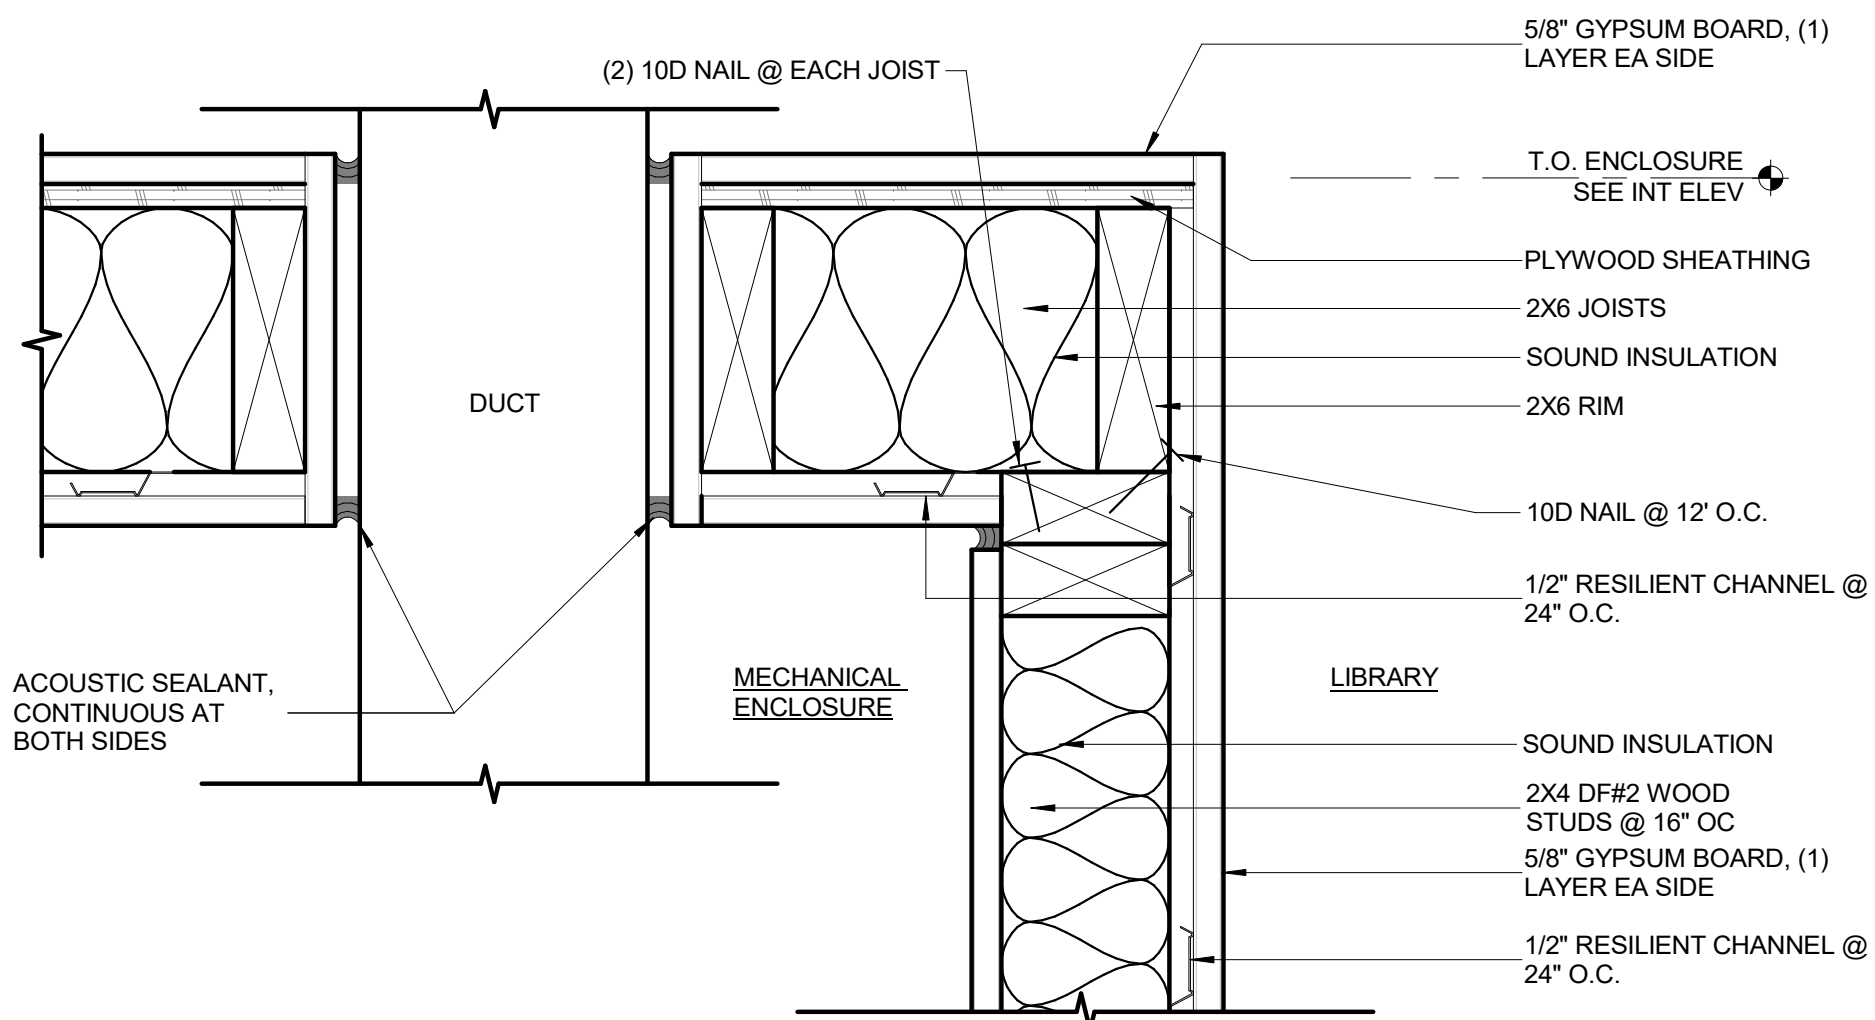 5/8" GYPSUM BOARD, (1)
LAYER EA SIDE
(2) 10D NAIL @ EACH JOIST
T.O. ENCLOSURE
SEE INT ELEV
PLYWOOD SHEATHING
2X6 JOISTS
SOUND INSULATION
2X6 RIM
DUCT
10D NAIL @ 12' O.C.
1/2" RESILIENT CHANNEL @
24" O.C.
ACOUSTIC SEALANT,
CONTINUOUS AT
BOTH SIDES
MECHANICAL
ENCLOSURE
LIBRARY
SOUND INSULATION
2X4 DF#2 WOOD
STUDS @ 16" OC
5/8" GYPSUM BOARD, (1)
LAYER EA SIDE
1/2" RESILIENT CHANNEL @
24" O.C.